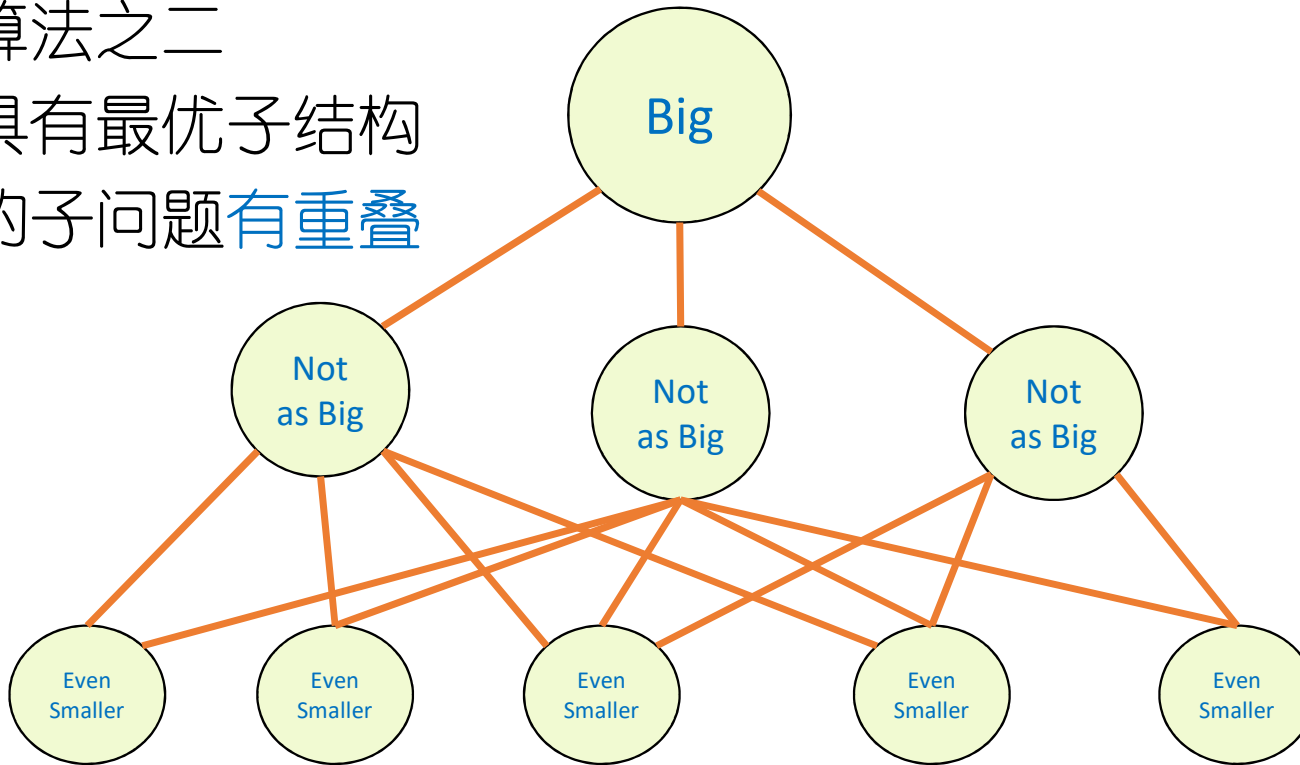 算法之二
具有最优子结构
的子问题有重叠
Big
Not
as Big
Not
as Big
Not
as Big
Even
Smaller
Even
Smaller
Even
Smaller
Even
Smaller
Even
Smaller